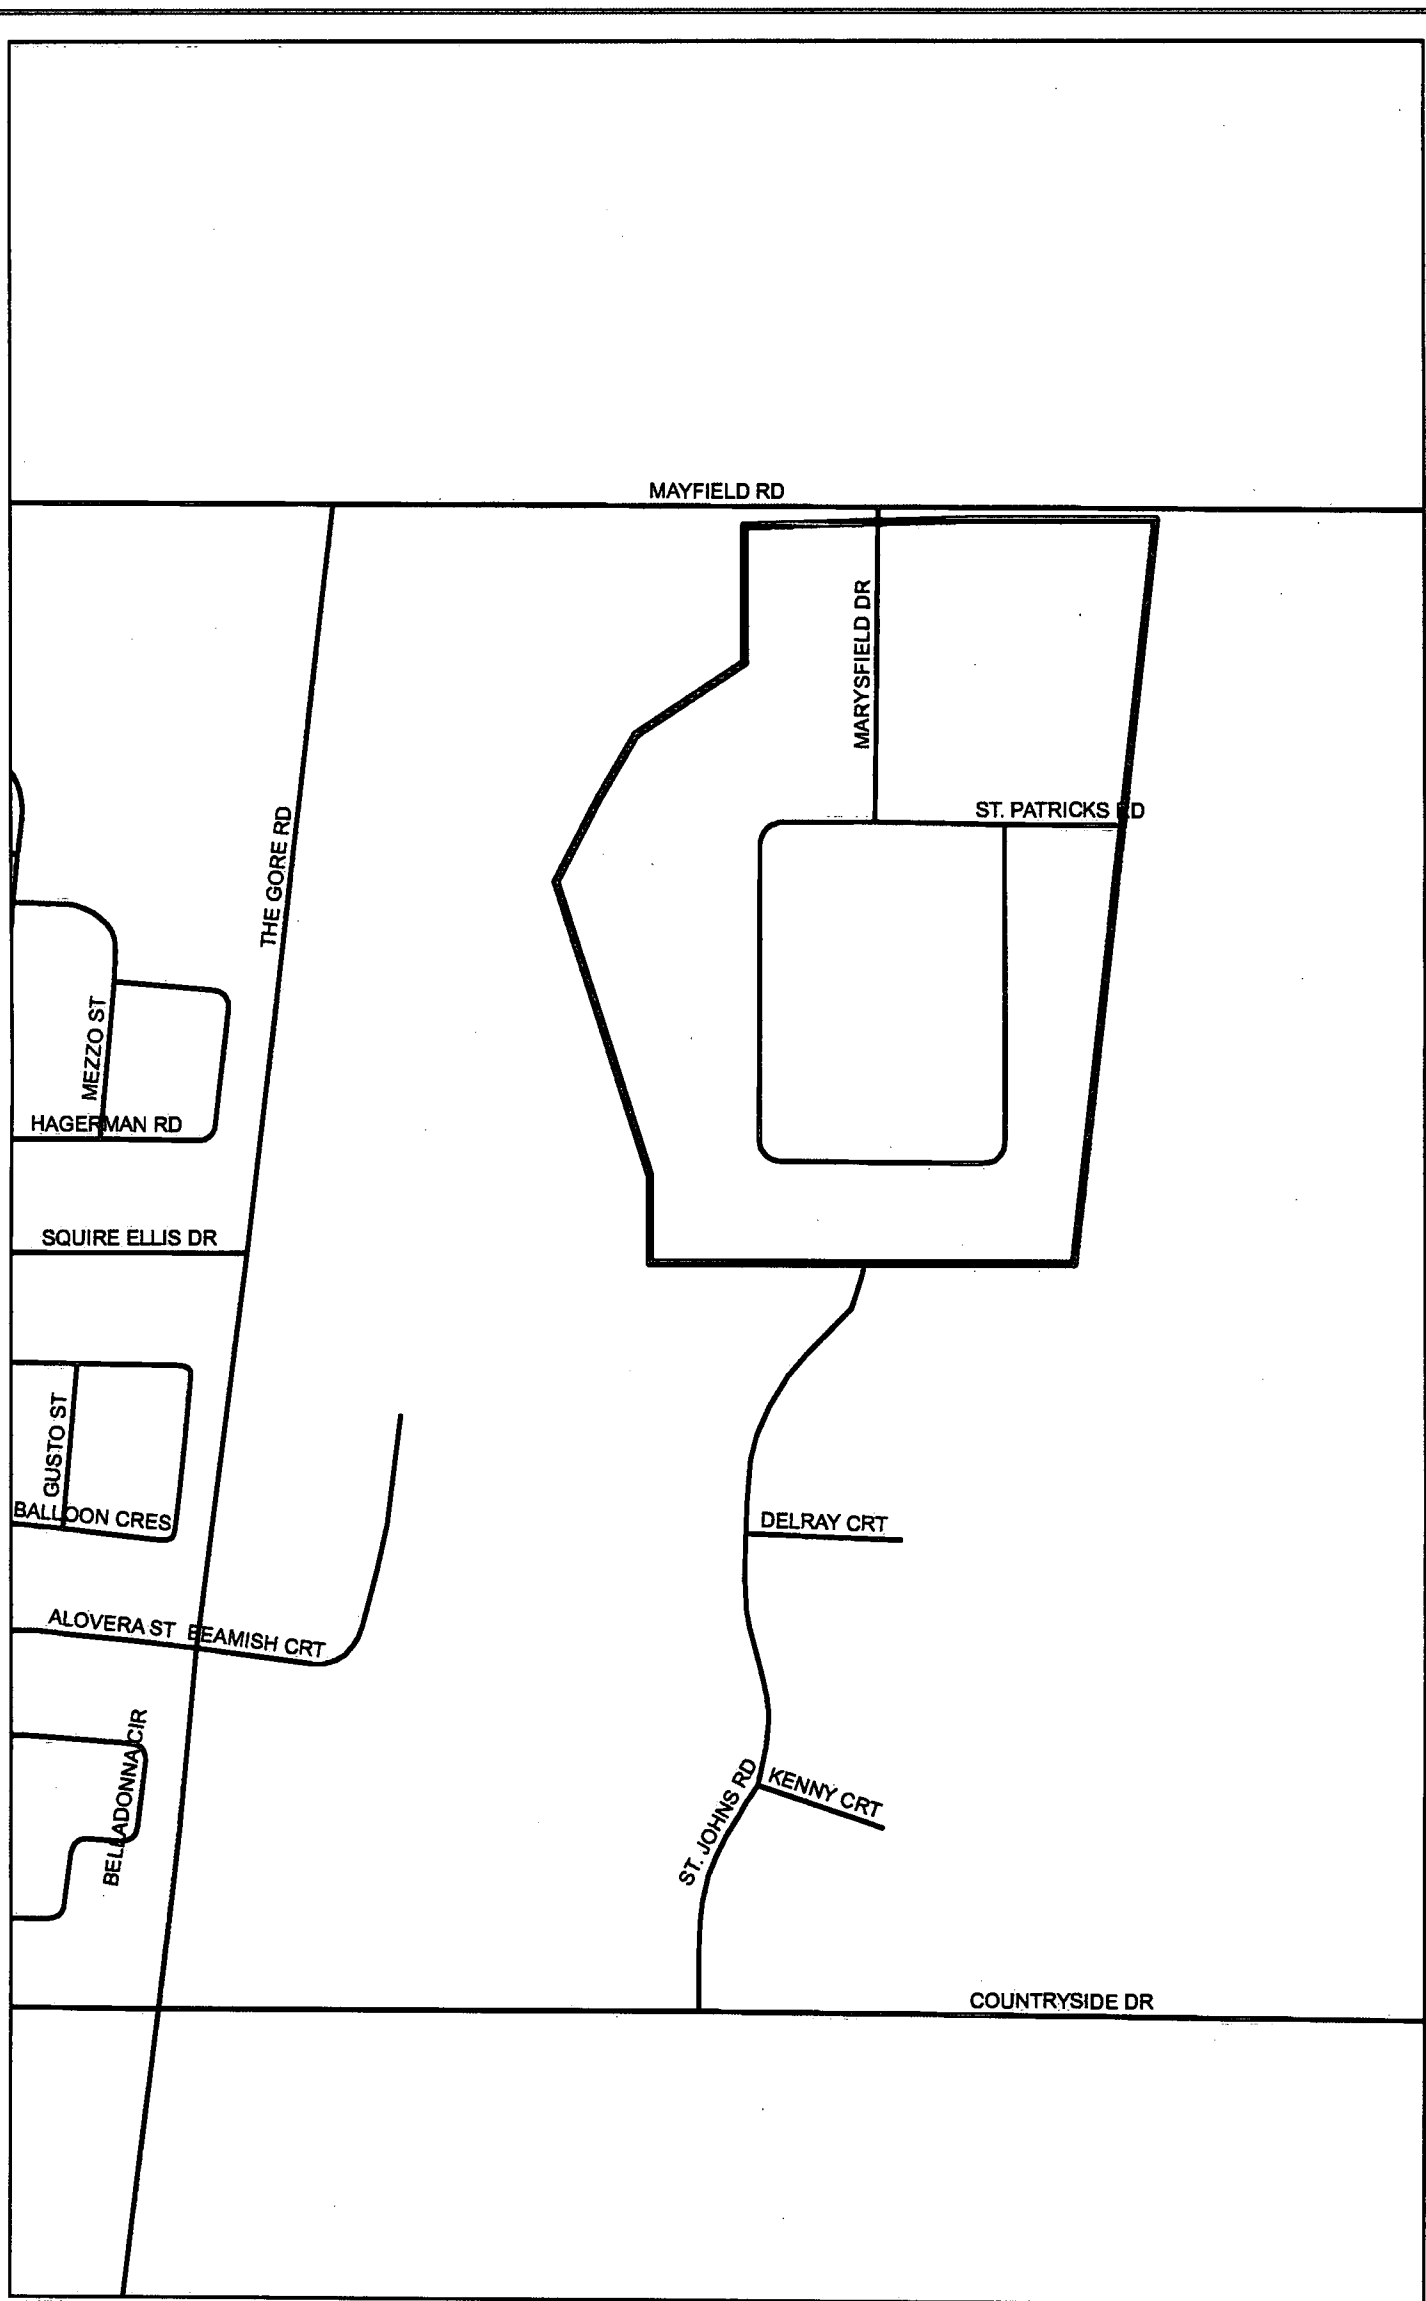 MAYFIELD RD
MARYSFIELD DR
ST. PATRICKS RD
THE GORE RD
MEZZO ST
HAGERMAN RD
SQUIRE ELLIS DR
GUSTO ST
BALLOON CRES
DELRAY CRT
ALOVERA ST
BEAMISH CRT
BELLADONNA CIR
ST. JOHNS RD
KENNY CRT
COUNTRYSIDE DR